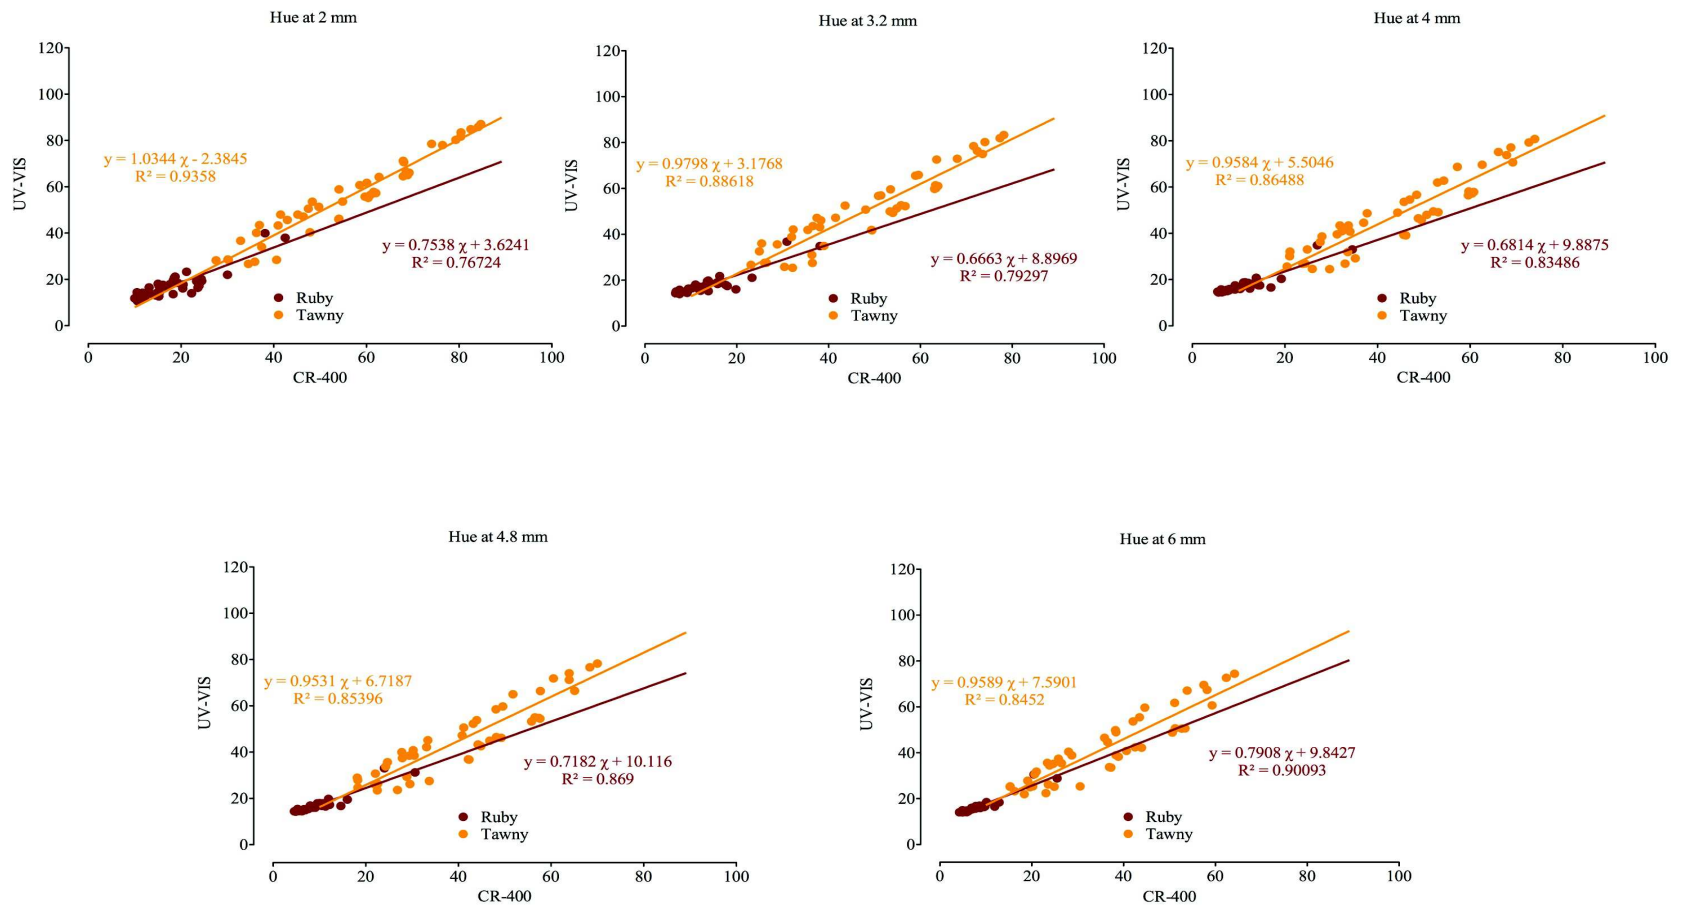 Hue at 2 mm
120
100
80
60
40
20
0
UV-VIS
y = 1.0344 χ - 2.3845
R² = 0.9358
y = 0.7538 χ + 3.6241
R² = 0.76724
Ruby
Tawny
0 20 40 60 80 100
CR-400
Hue at 3.2 mm
120
100
80
60
40
20
0
UV-VIS
y = 0.9798 χ + 3.1768
R² = 0.88618
y = 0.6663 χ + 8.8969
R² = 0.79297
Ruby
Tawny
0 20 40 60 80 100
CR-400
Hue at 4 mm
120
100
80
60
40
20
0
UV-VIS
y = 0.9584 χ + 5.5046
R² = 0.86488
y = 0.6814 χ + 9.8875
R² = 0.83486
Ruby
Tawny
0 20 40 60 80 100
CR-400
Hue at 4.8 mm
120
100
80
60
40
20
0
UV-VIS
y = 0.9531 χ + 6.7187
R² = 0.85396
y = 0.7182 χ + 10.116
R² = 0.869
Ruby
Tawny
0 20 40 60 80 100
CR-400
Hue at 6 mm
120
100
80
60
40
20
0
UV-VIS
y = 0.9589 χ + 7.5901
R² = 0.8452
y = 0.7908 χ + 9.8427
R² = 0.90093
Ruby
Tawny
0 20 40 60 80 100
CR-400